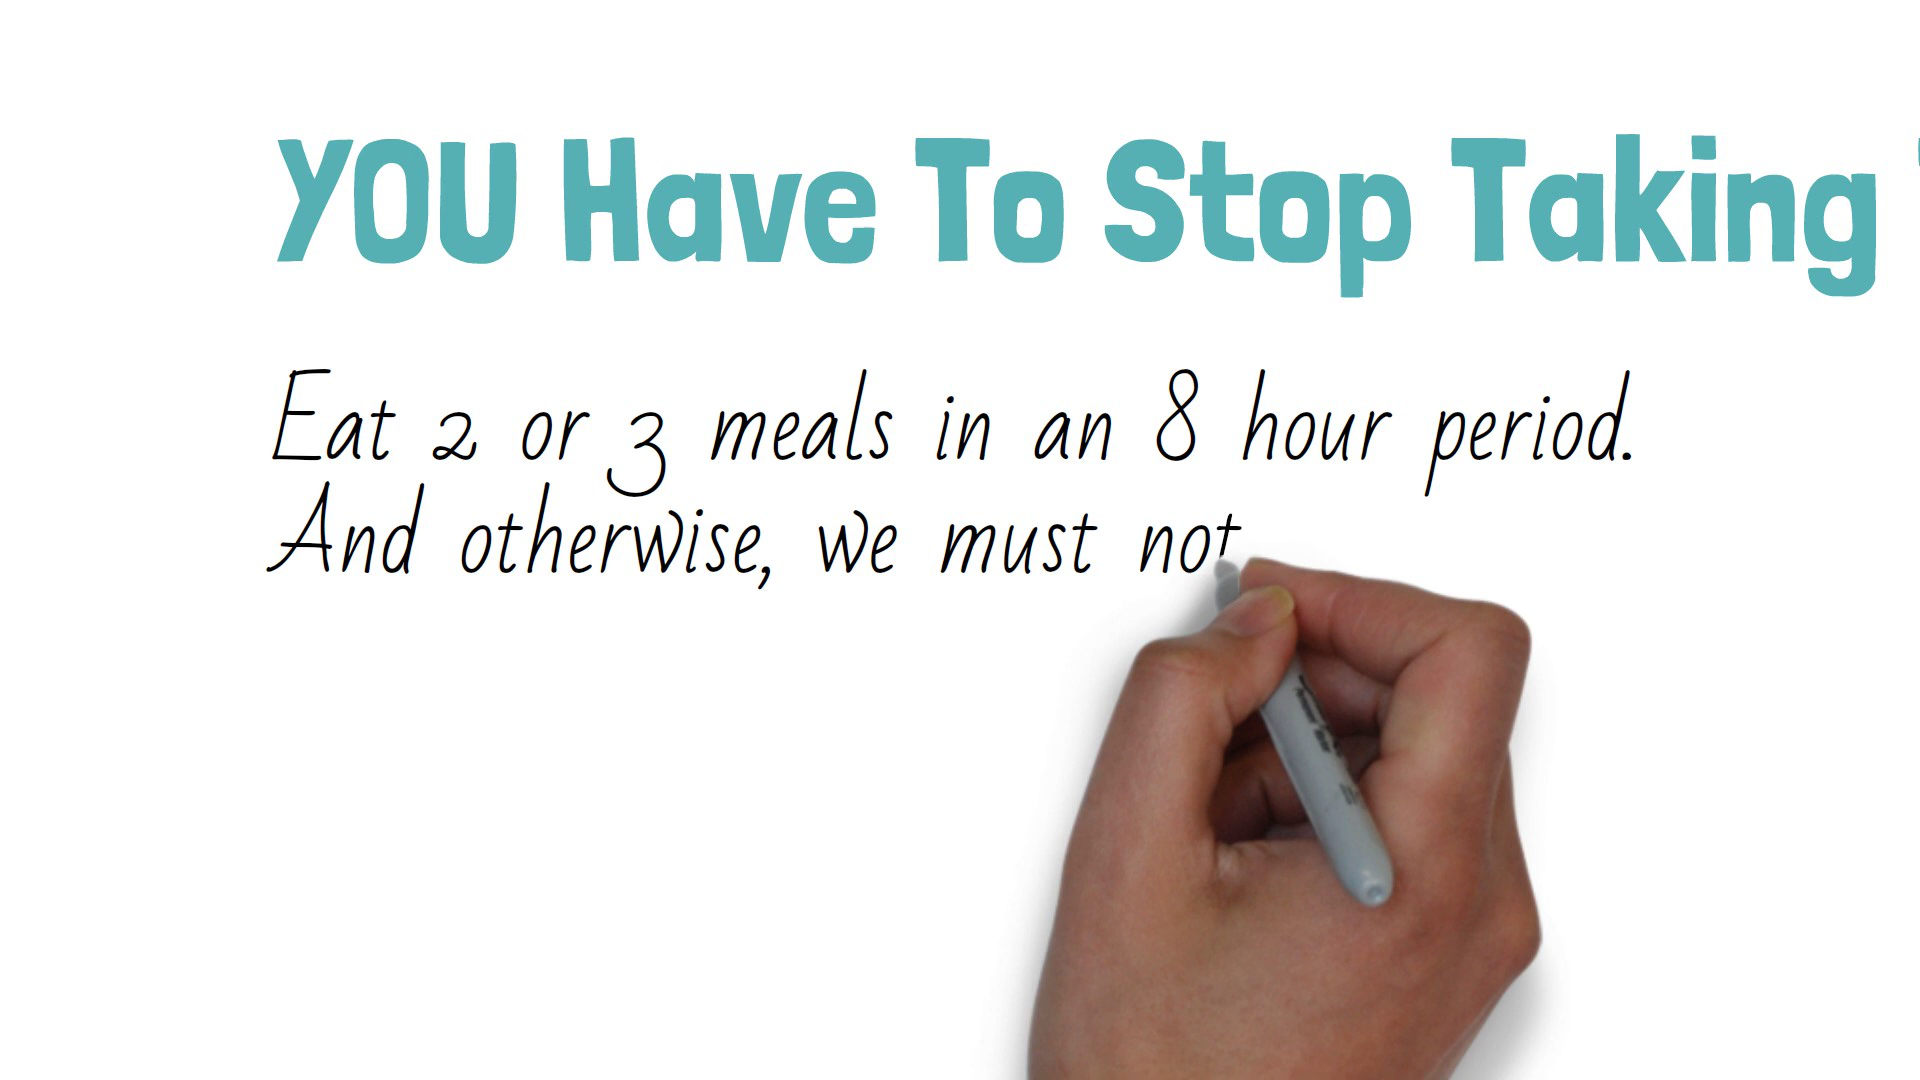 YOU Have To Stop Taking
Eat 2 or 3 meals in an 8 hour period.
And otherwise, we must not